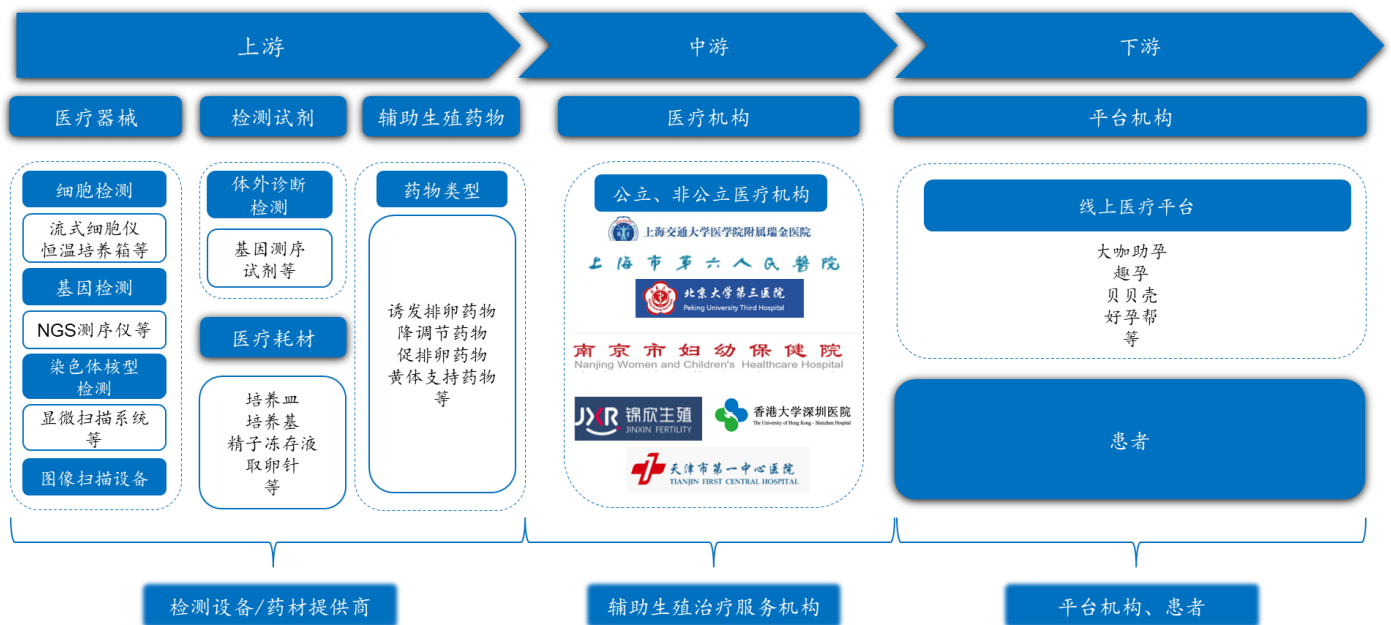 上游
中游
下游
医疗器械
检测试剂
辅助生殖药物
医疗机构
平台机构
细胞检测
流式细胞仪
恒温培养箱等
基因检测
NGS测序仪等
染色体核型
检测
显微扫描系统
等
图像扫描设备
体外诊断
检测
基因测序
试剂等
医疗耗材
培养皿
培养基
精子冻存液
取卵针
等
药物类型
诱发排卵药物
降调节药物
促排卵药物
黄体支持药物
等
公立、非公立医疗机构
上海交通大学医学院附属瑞金医院
上海市第六人民醫院
北京大学第三医院
Peking University Third Hospital
南京市妇幼保健院
Nanjing Women and Children's Healthcare Hospital
JXR 锦欣生殖
JINXIN FERTILITY
香港大学深圳医院
The University of Hong Kong - Shenzhen Hospital
天津市第一中心医院
TIANJIN FIRST CENTRAL HOSPITAL
线上医疗平台
大咖助孕
趣孕
贝贝壳
好孕帮
等
患者
检测设备/药材提供商
辅助生殖治疗服务机构
平台机构、患者